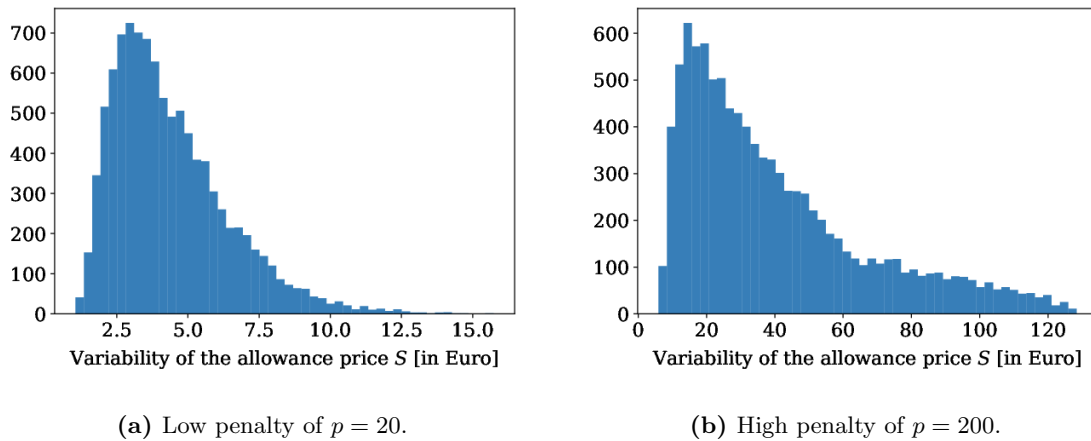 700
600
500
400
300
200
100
0
2.5 5.0 7.5 10.0 12.5 15.0
Variability of the allowance price S [in Euro]
(a) Low penalty of p = 20.
600
500
400
300
200
100
0
0 20 40 60 80 100 120
Variability of the allowance price S [in Euro]
(b) High penalty of p = 200.